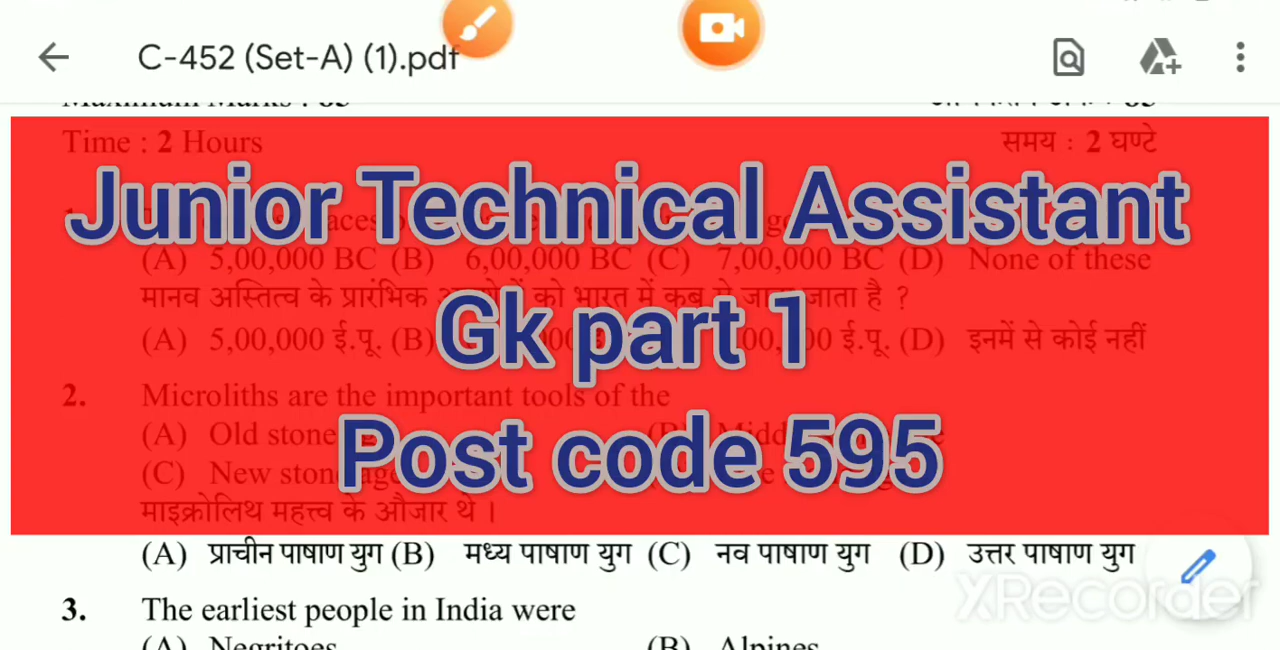 C-452 (Set-A) (1).pdf
Time : 2 Hours समय : 2 घण्टे
Junior Technical Assistant
(A) 5,00,000 BC (B) 6,00,000 BC (C) 7,00,000 BC (D) None of these
मानव अस्तित्व के प्रारंभिक को भारत में कब जाता है ?
Gk part 1
(A) 5,00,000 ई.पू. (B) ई.पू. (D) इनमें से कोई नहीं
2. Microliths are the important tools of the
(A) Old stone
Post code 595
(C) New stone age
माइक्रोलिथ महत्त्व के औजार थे ।
(A) प्राचीन पाषाण युग (B) मध्य पाषाण युग (C) नव पाषाण युग (D) उत्तर पाषाण युग
XRecorder
3. The earliest people in India were
(A) Negritoes (B) Alpines